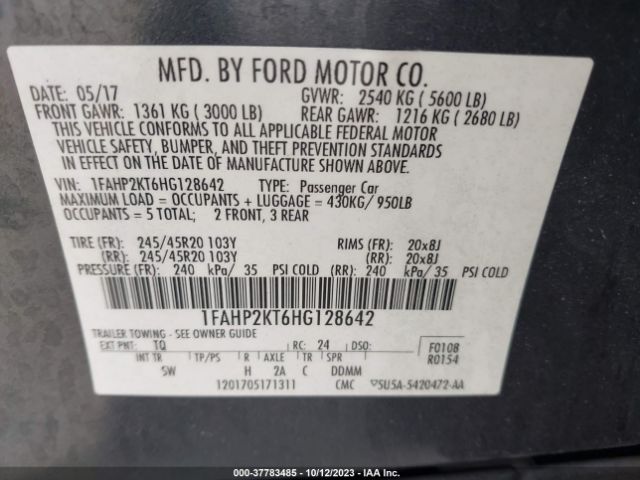 MFD. BY FORD MOTOR CO.
DATE: 05/17 GVWR: 2540 KG ( 5600 LB)
FRONT GAWR: 1361 KG ( 3000 LB) REAR GAWR: 1216 KG ( 2680 LB)
THIS VEHICLE CONFORMS TO ALL APPLICABLE FEDERAL MOTOR
VEHICLE SAFETY, BUMPER, AND THEFT PREVENTION STANDARDS
IN EFFECT ON THE DATE OF MANUFACTURE SHOWN ABOVE.
VIN: 1FAHP2KT6HG128642 TYPE: Passenger Car
MAXIMUM LOAD = OCCUPANTS + LUGGAGE = 430KG/ 950LB
OCCUPANTS = 5 TOTAL; 2 FRONT, 3 REAR
TIRE (FR): 245/45R20 103Y RIMS (FR): 20x8J
(RR): 245/45R20 103Y (RR): 20x8J
PRESSURE (FR): 240 kPa/ 35 PSI COLD (RR): 240 kPa/ 35 PSI COLD
1FAHP2KT6HG128642
TRAILER TOWING - SEE OWNER GUIDE
EXT PNT: TQ RC: 24 DSO: F0108
INT TR TP/PS R AXLE TR SPR R0154
SW H 2A C DDMM
1201705171311 CMC 5U5A-5420472-AA
000-37783485 - 10/12/2023 - IAA Inc.